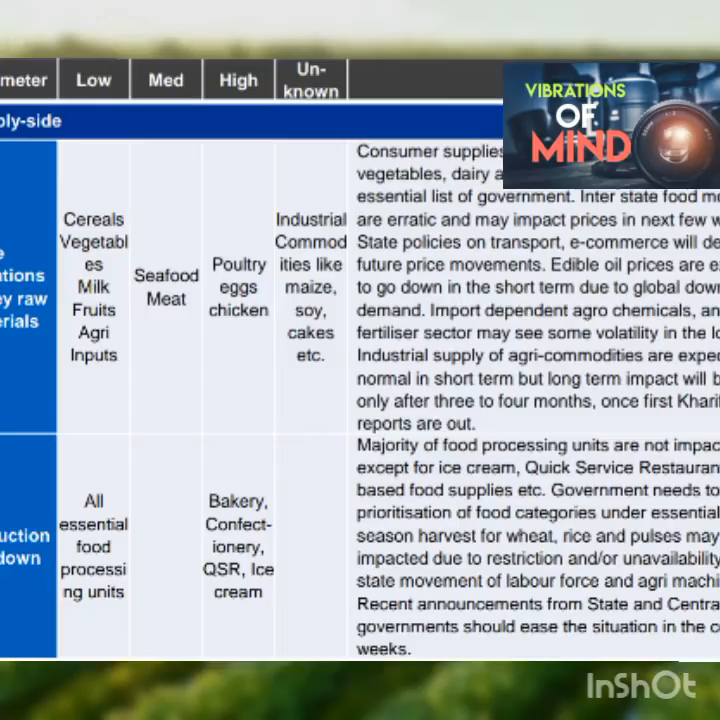 meter Low Med High Un-
known
ply-side
VIBRATIONS
OF
MIND
Cereals
Vegetabl
es
Milk
Fruits
Agri
Inputs
Seafood
Meat
Poultry
eggs
chicken
Industrial
Commod
ities like
maize,
soy,
cakes
etc.
Consumer supplies
vegetables, dairy a
essential list of government. Inter state food m
are erratic and may impact prices in next few w
State policies on transport, e-commerce will de
future price movements. Edible oil prices are e
to go down in the short term due to global dow
demand. Import dependent agro chemicals, an
fertiliser sector may see some volatility in the lo
Industrial supply of agri-commodities are expe
normal in short term but long term impact will b
only after three to four months, once first Kharif
reports are out.
uction
down
All
essential
food
processi
ng units
Bakery,
Confect-
ionery,
QSR, Ice
cream
Majority of food processing units are not impac
except for ice cream, Quick Service Restauran
based food supplies etc. Government needs to
prioritisation of food categories under essential
season harvest for wheat, rice and pulses may
impacted due to restriction and/or unavailability
state movement of labour force and agri machi
Recent announcements from State and Centra
governments should ease the situation in the c
weeks.
InShOt